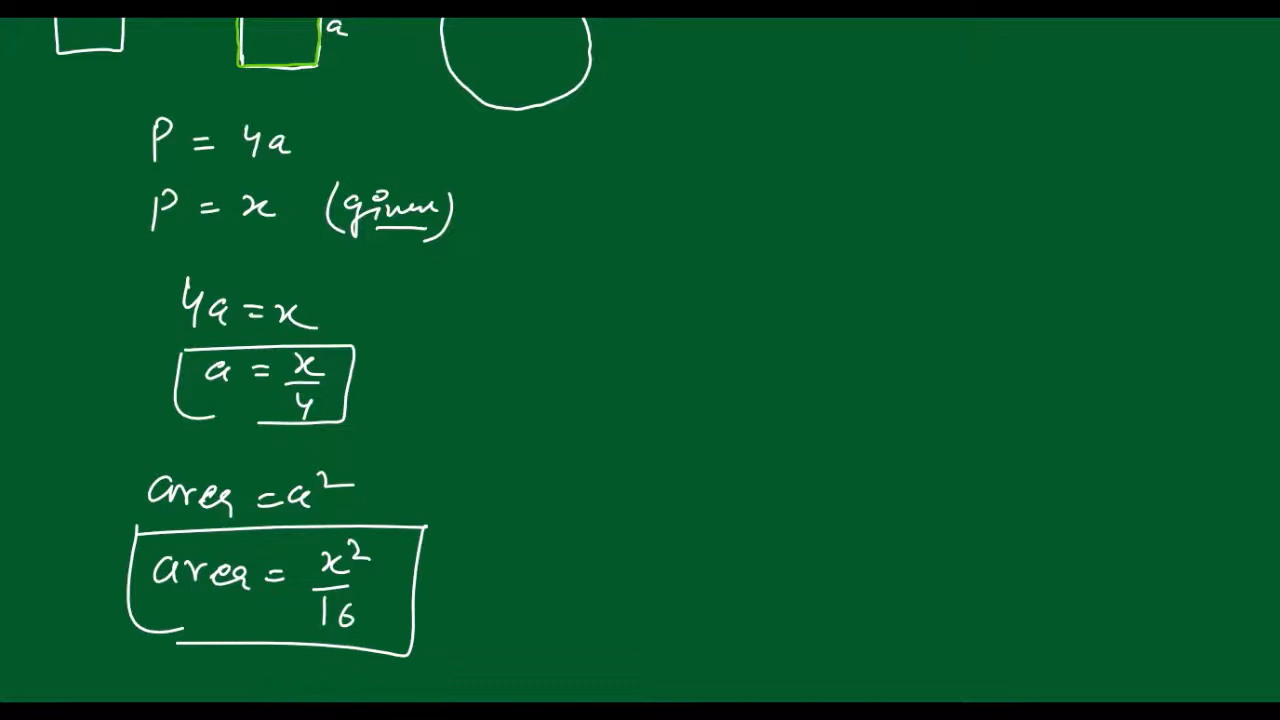 a
P = 4a
P = x (given)
4a = x
a = x/4
area = a²
area = x²/16